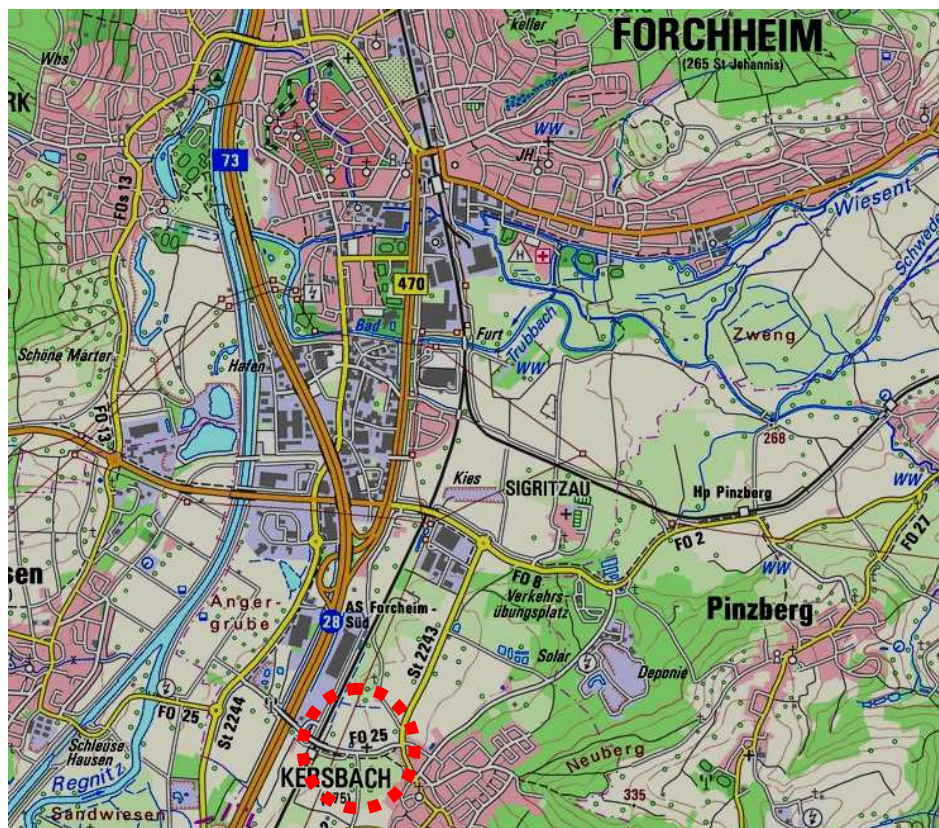 Whs
keller
FORCHHEIM
(265 St Jehannis)
RK
WW
JH
73
FOs 13
Wiesent
470
Bad
Furt
Trubbach
WW
Zweng
Schöne Marter
Hafen
FO 13
268
Kies
SIGRITZAU
Hp Pinzberg
WW
FO 2
FO 27
sen
FO 8
WW
Anger-
grube
AS Forcheim-
Süd
28
Verkehrs-
übungsplatz
Pinzberg
St 2243
Solar
Deponie
FO 25
St 2244
FO 25
Schleuse
Hausen
Neuberg
KERSBACH
Regnitz
335
Sandwiesen